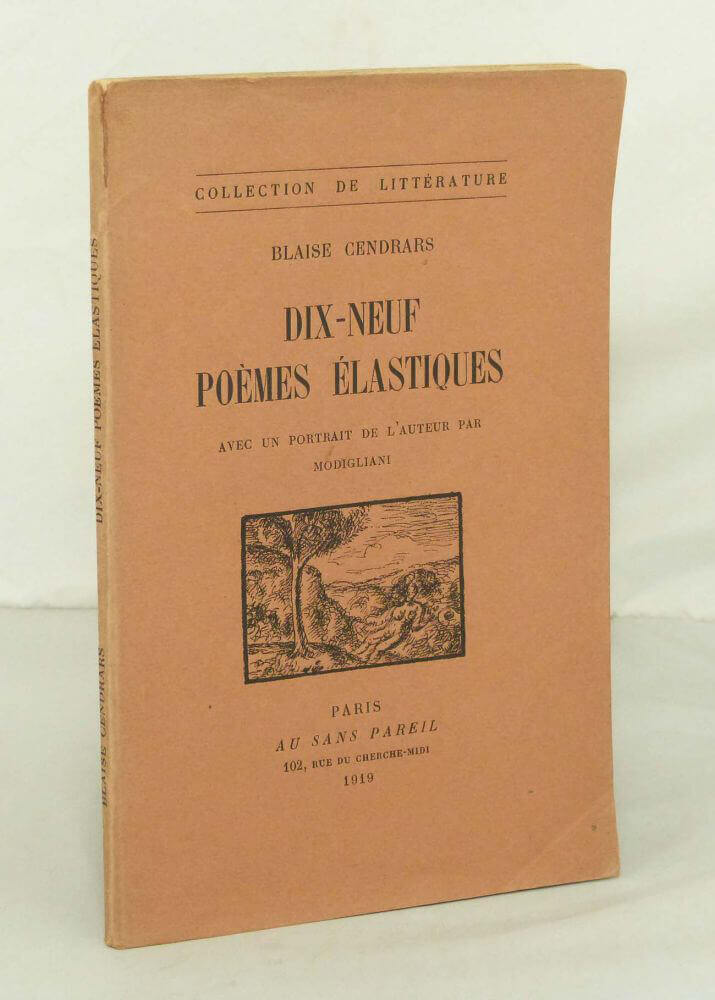 COLLECTION DE LITTÉRATURE
BLAISE CENDRARS
DIX-NEUF
POÈMES ÉLASTIQUES
AVEC UN PORTRAIT DE L'AUTEUR PAR
MODIGLIANI
PARIS
AU SANS PAREIL
102, RUE DU CHERCHE-MIDI
1919
BLAISE CENDRARS
DIX-NEUF POÈMES ÉLASTIQUES